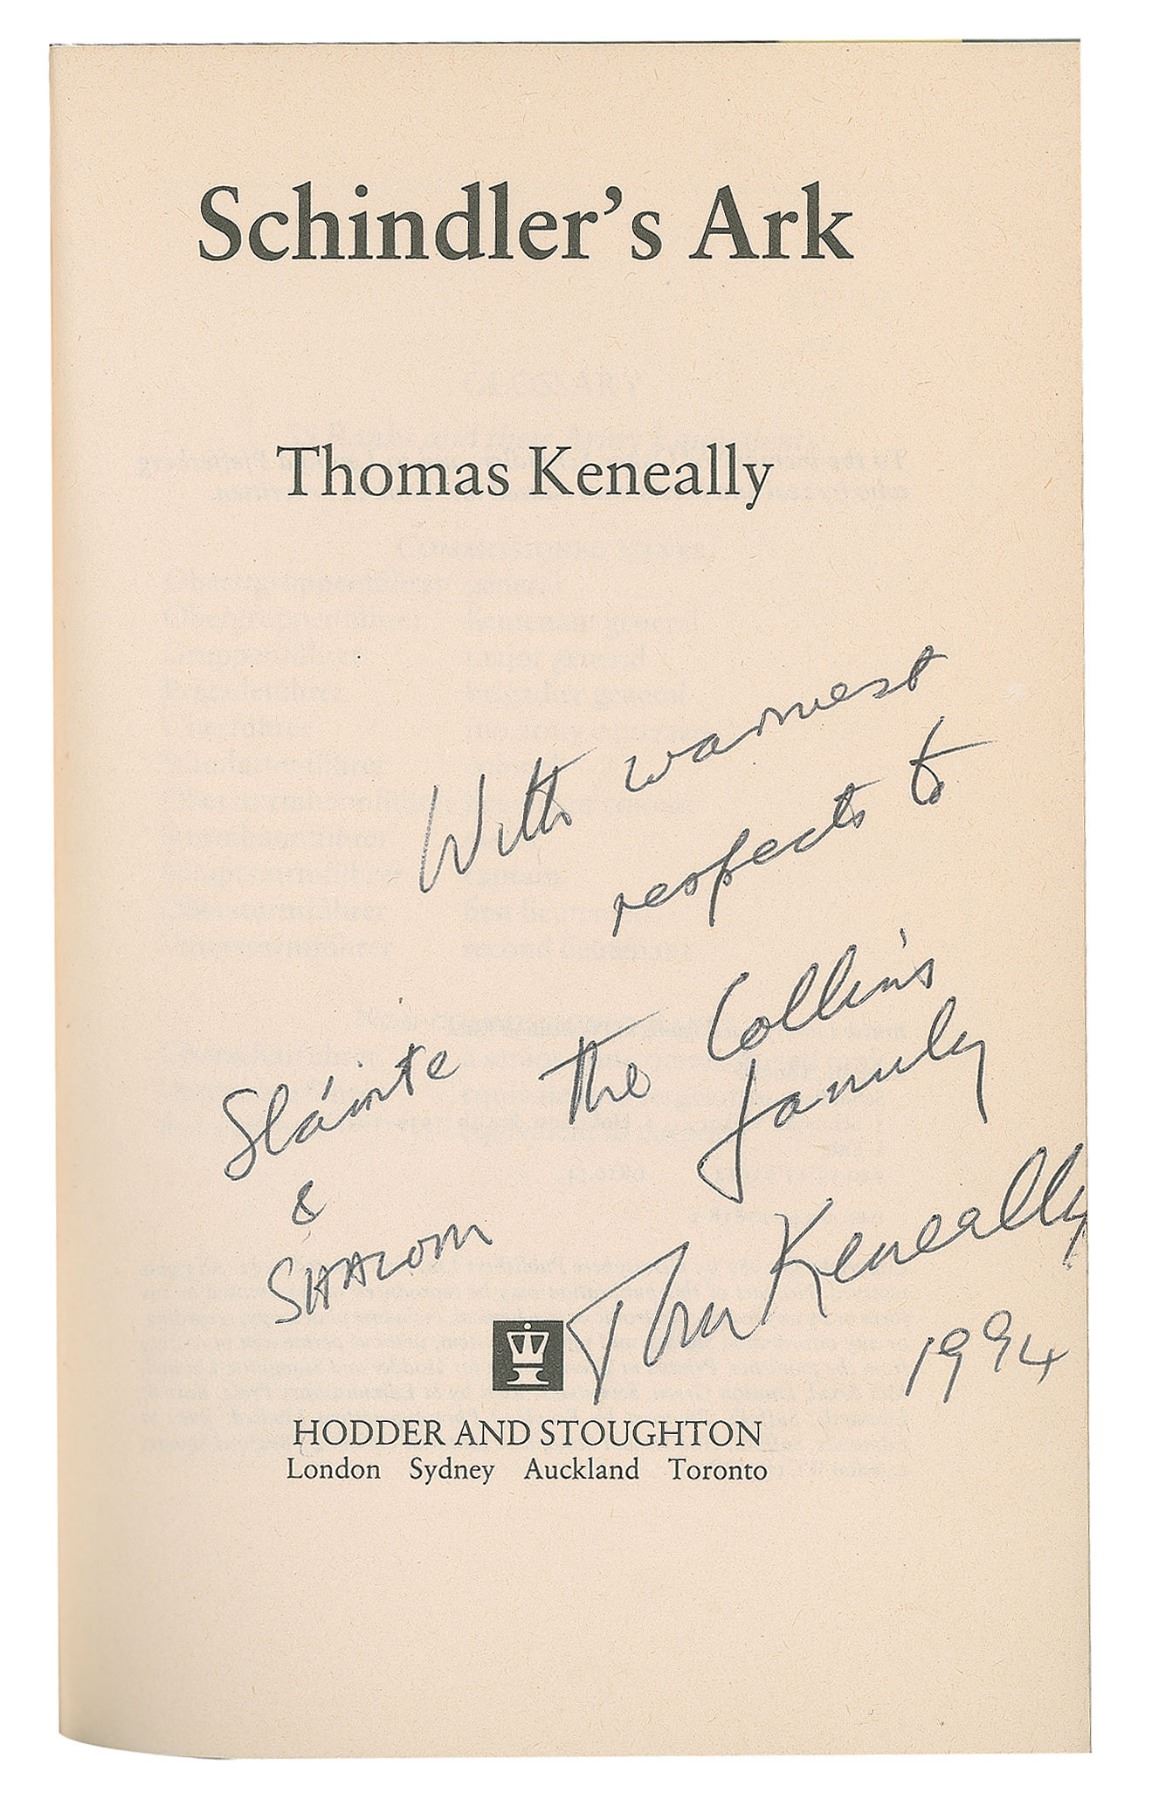 Schindler's Ark
Thomas Keneally
With warmest
respects to
the Collins
family
Sláinte
&
SHALOM
Tom Keneally
1994
HODDER AND STOUGHTON
London Sydney Auckland Toronto